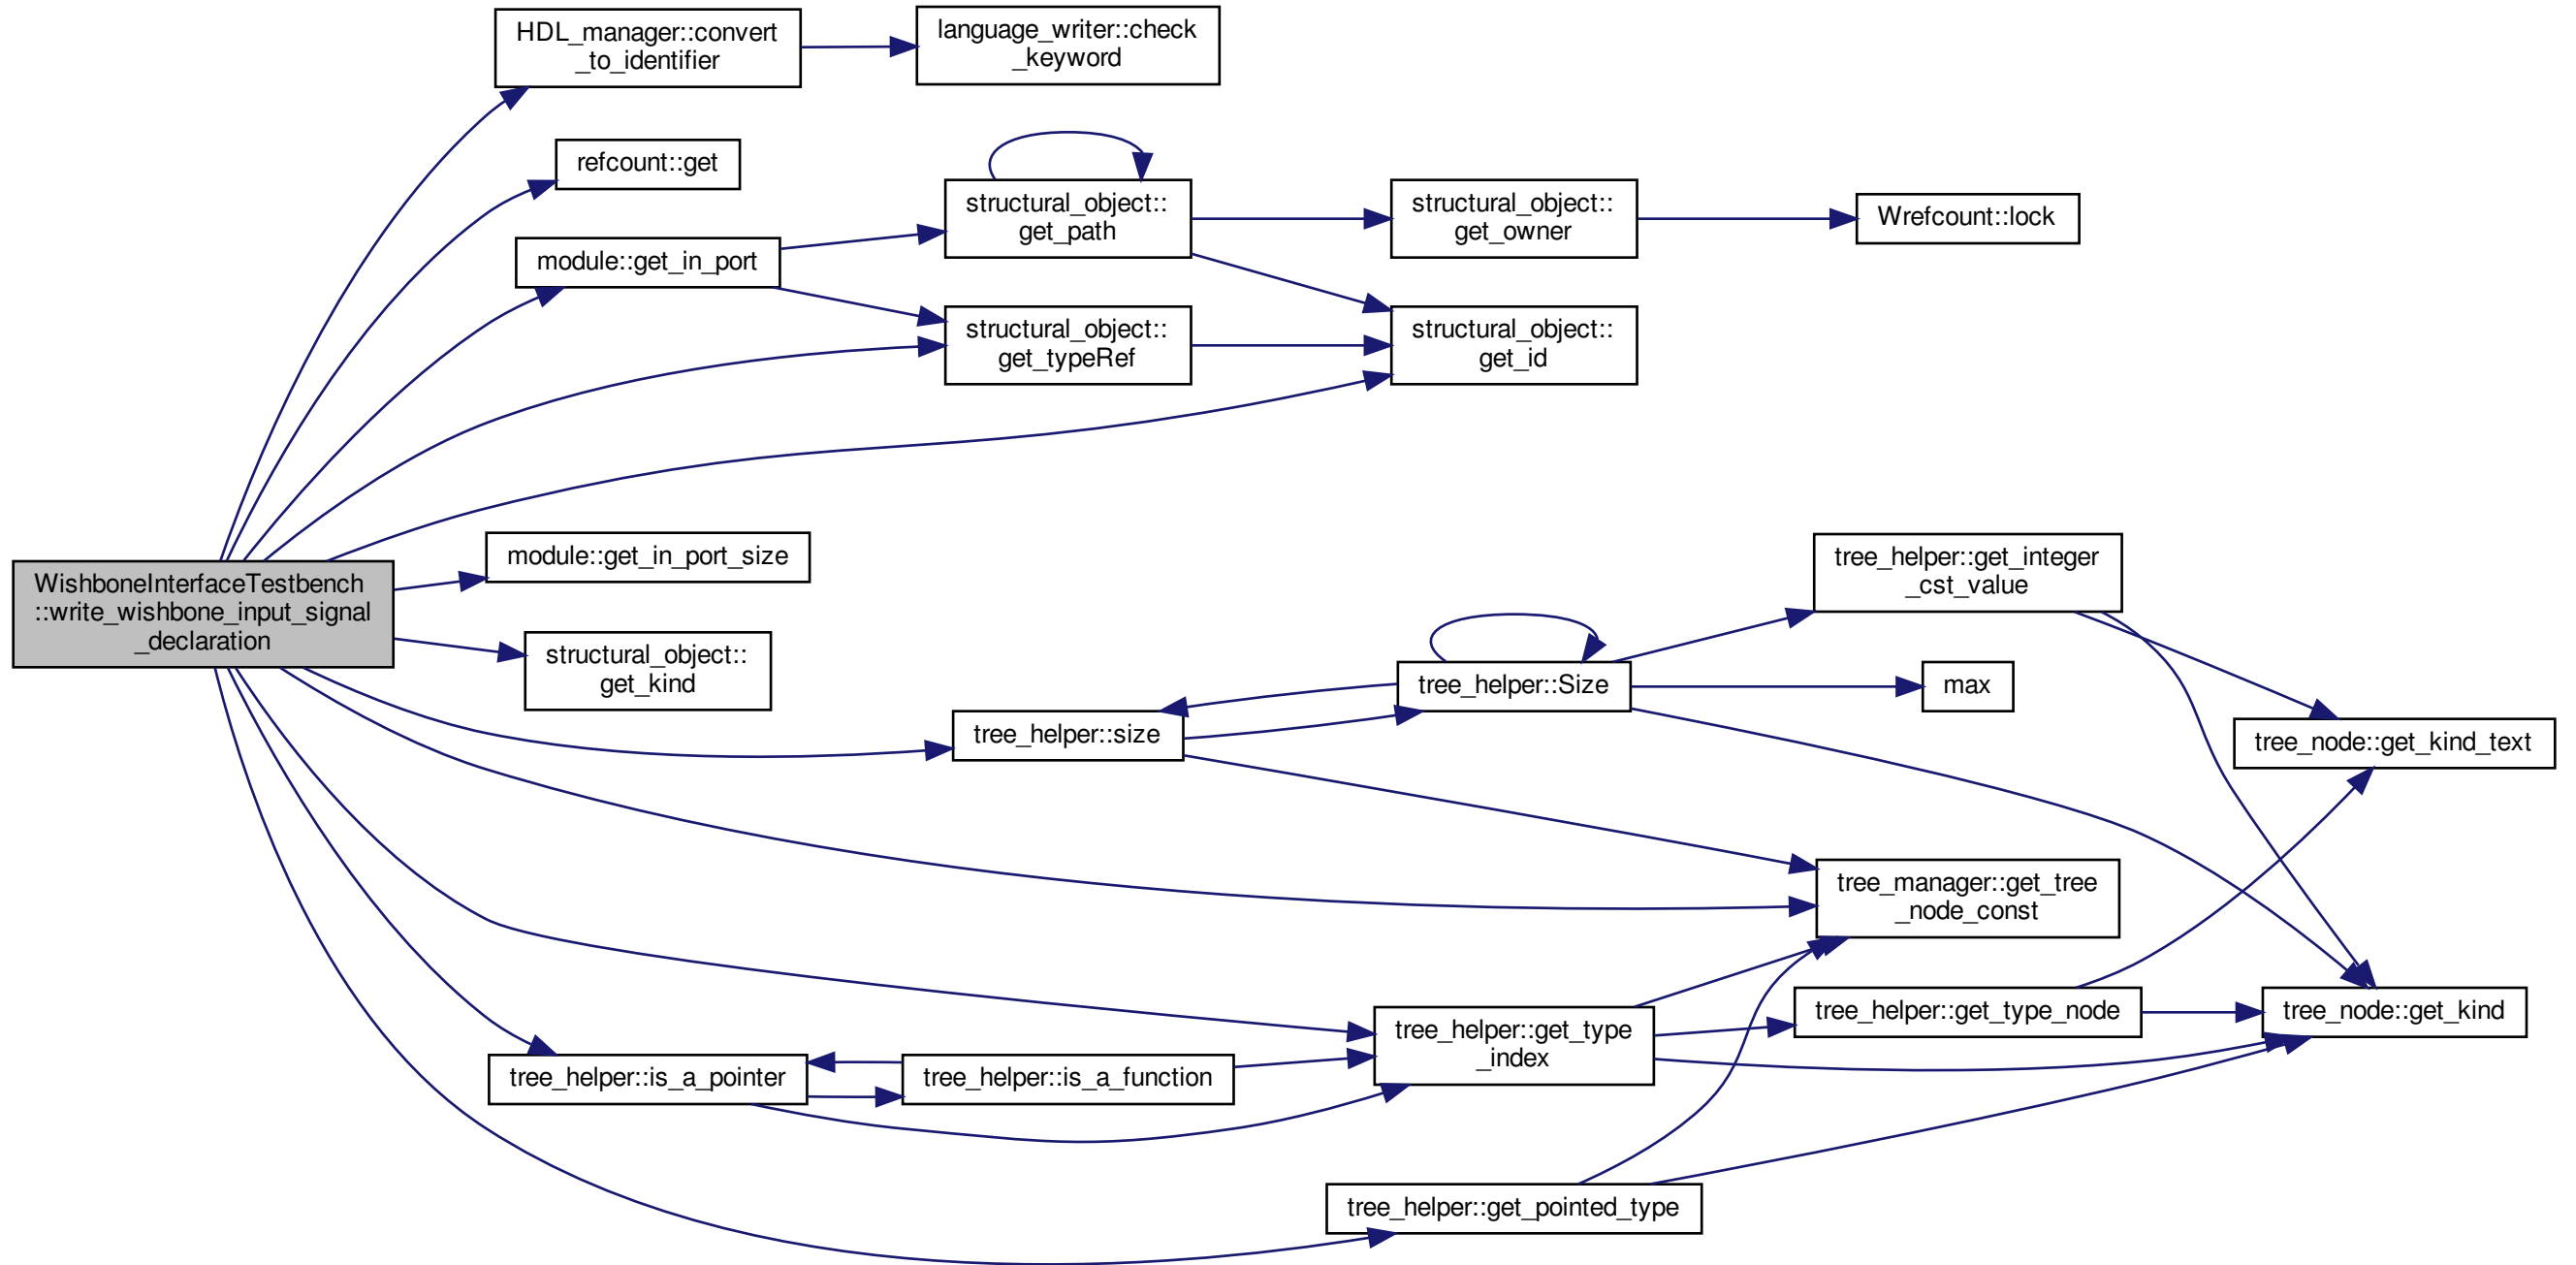 HDL_manager::convert
_to_identifier
language_writer::check
_keyword
refcount::get
module::get_in_port
structural_object::
get_path
structural_object::
get_owner
Wrefcount::lock
structural_object::
get_typeRef
structural_object::
get_id
WishboneInterfaceTestbench
::write_wishbone_input_signal
_declaration
module::get_in_port_size
structural_object::
get_kind
tree_helper::size
tree_helper::Size
tree_helper::get_integer
_cst_value
max
tree_node::get_kind_text
tree_manager::get_tree
_node_const
tree_helper::is_a_pointer
tree_helper::is_a_function
tree_helper::get_type
_index
tree_helper::get_type_node
tree_node::get_kind
tree_helper::get_pointed_type